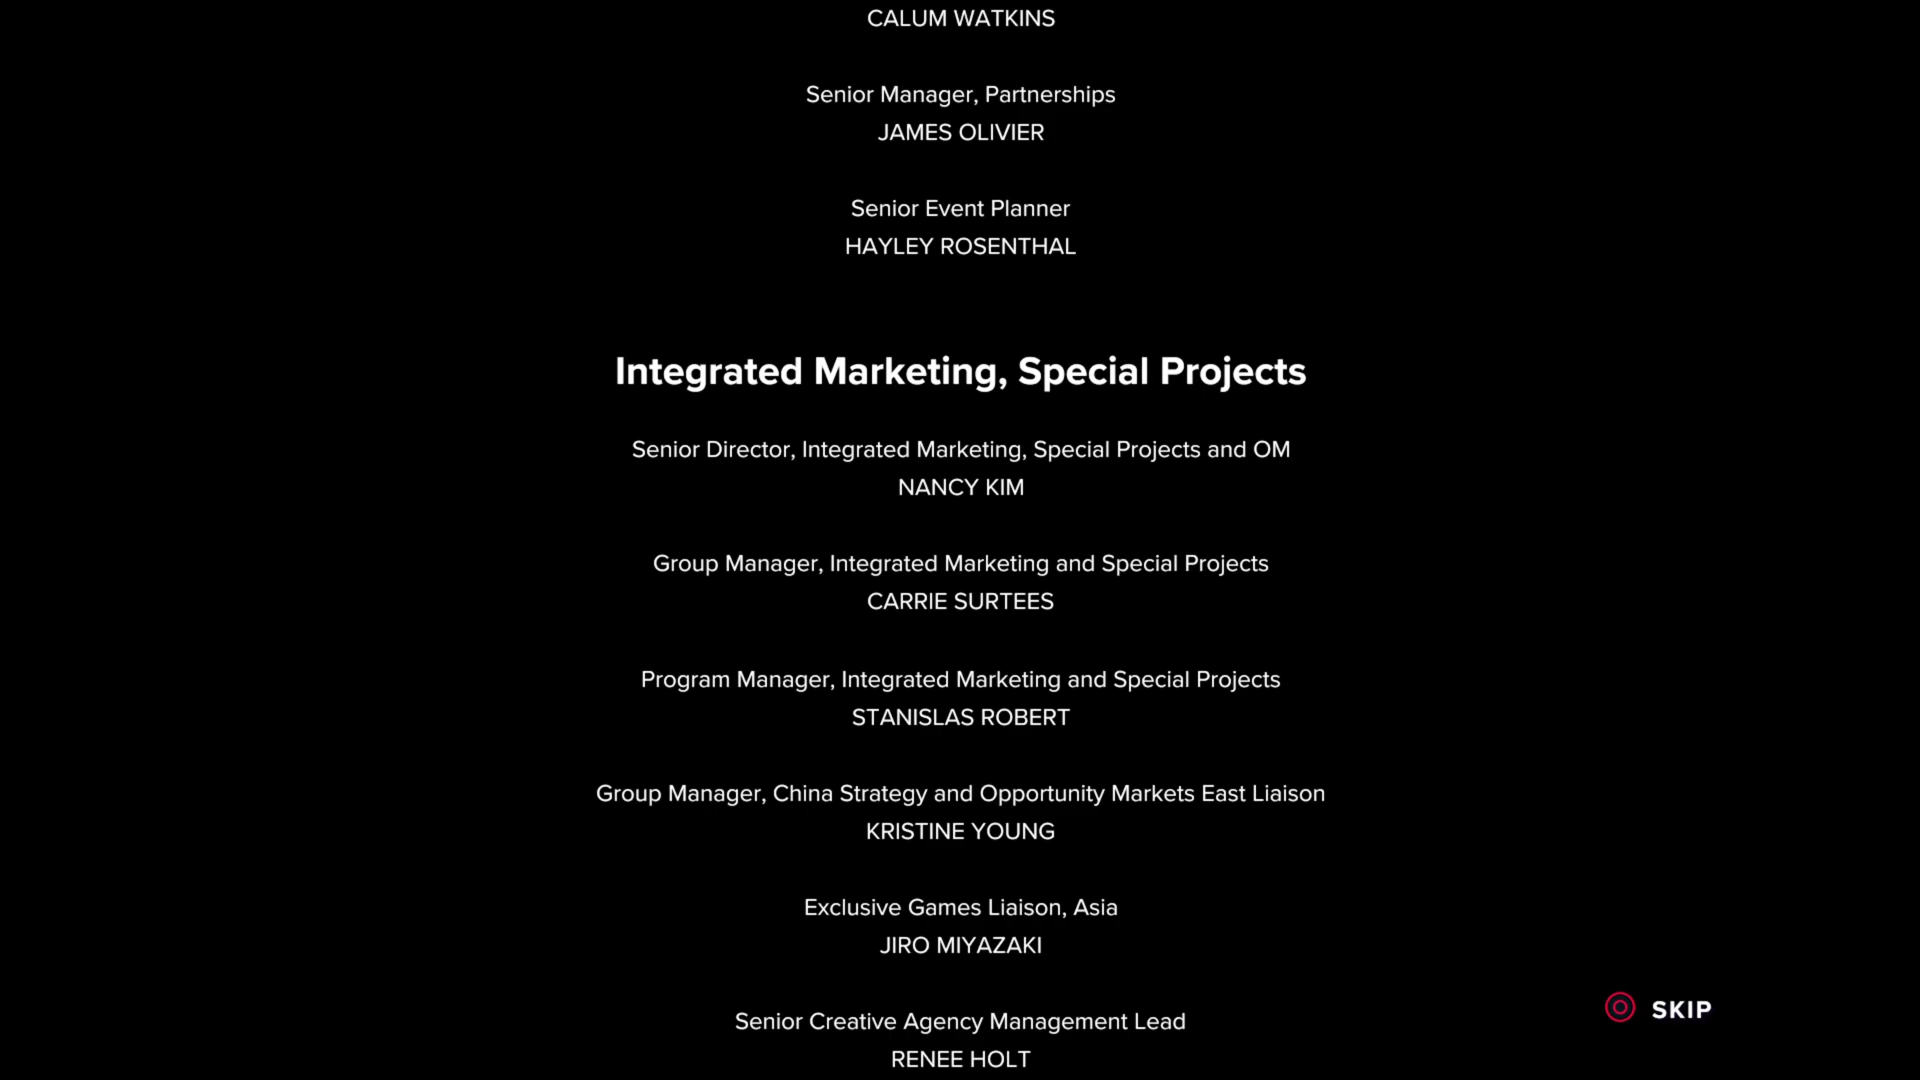 CALUM WATKINS
Senior Manager, Partnerships
JAMES OLIVIER
Senior Event Planner
HAYLEY ROSENTHAL
Integrated Marketing, Special Projects
Senior Director, Integrated Marketing, Special Projects and OM
NANCY KIM
Group Manager, Integrated Marketing and Special Projects
CARRIE SURTEES
Program Manager, Integrated Marketing and Special Projects
STANISLAS ROBERT
Group Manager, China Strategy and Opportunity Markets East Liaison
KRISTINE YOUNG
Exclusive Games Liaison, Asia
JIRO MIYAZAKI
Senior Creative Agency Management Lead
RENEE HOLT
SKIP